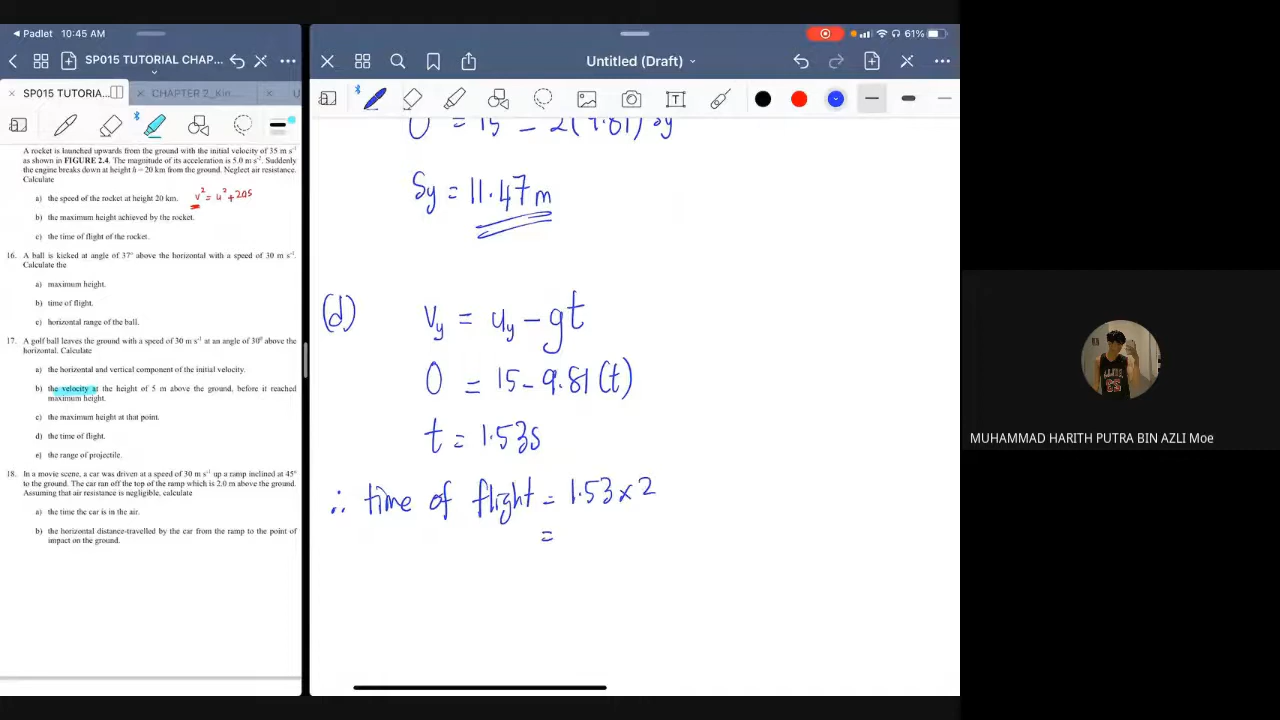 Padlet 10:45 AM
61%
SP015 TUTORIAL CHAP...
Untitled (Draft)
SP015 TUTORIA...
CHAPTER 2_Kin...
A rocket is launched upwards from the ground with the initial velocity of 35 m s⁻¹
as shown in FIGURE 2.4. The magnitude of its acceleration is 5.0 m s⁻². Suddenly
the engine breaks down at height h = 20 km from the ground. Neglect air resistance.
Calculate
a) the speed of the rocket at height 20 km. v² = u² + 2as
b) the maximum height achieved by the rocket.
c) the time of flight of the rocket.
16. A ball is kicked at angle of 37° above the horizontal with a speed of 30 m s⁻¹.
Calculate the
a) maximum height.
b) time of flight.
c) horizontal range of the ball.
17. A golf ball leaves the ground with a speed of 30 m s⁻¹ at an angle of 30⁰ above the
horizontal. Calculate
a) the horizontal and vertical component of the initial velocity.
b) the velocity at the height of 5 m above the ground, before it reached
maximum height.
c) the maximum height at that point.
d) the time of flight.
e) the range of projectile.
18. In a movie scene, a car was driven at a speed of 30 m s⁻¹ up a ramp inclined at 45°
to the ground. The car ran off the top of the ramp which is 2.0 m above the ground.
Assuming that air resistance is negligible, calculate
a) the time the car is in the air.
b) the horizontal distance-travelled by the car from the ramp to the point of
impact on the ground.
0 = 15 - 2(9.81) Sy
Sy = 11.47 m
(d) Vy = uy - gt
0 = 15 - 9.81 (t)
t = 1.53s
∴ time of flight = 1.53 x 2
=
MUHAMMAD HARITH PUTRA BIN AZLI Moe